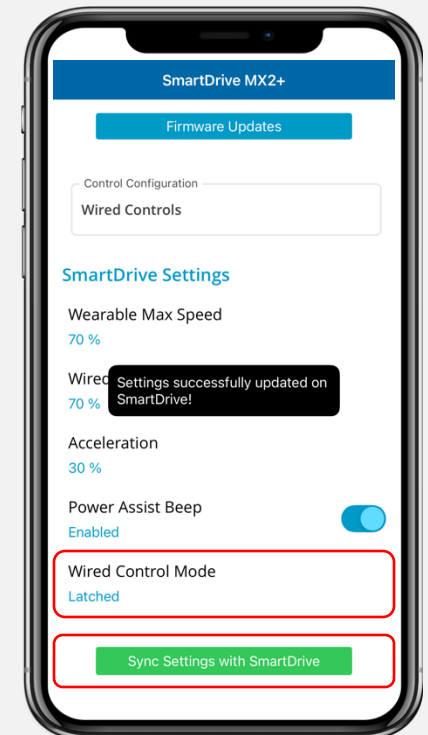 SmartDrive MX2+
Firmware Updates
Control Configuration
Wired Controls
SmartDrive Settings
Wearable Max Speed
70 %
Wired
70 %
Settings successfully updated on
SmartDrive!
Acceleration
30 %
Power Assist Beep
Enabled
Wired Control Mode
Latched
Sync Settings with SmartDrive